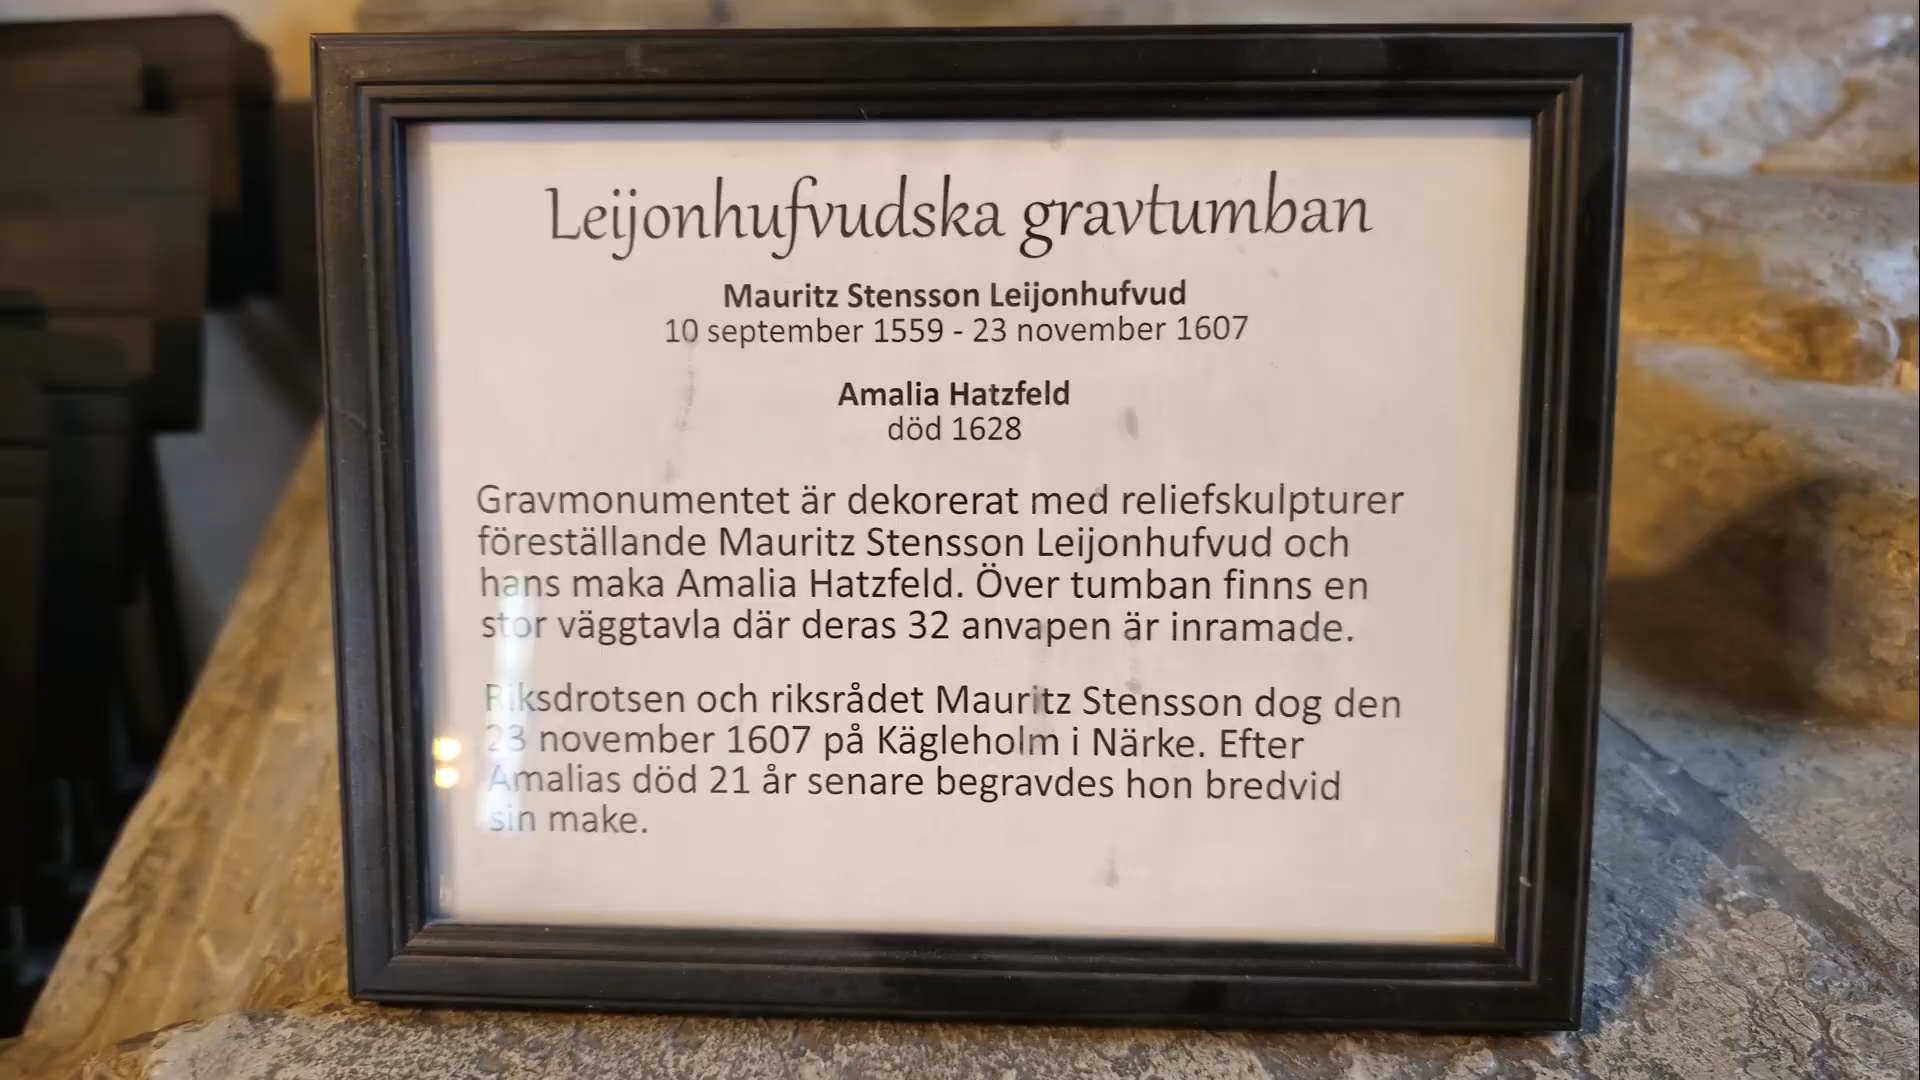 Leijonhufvudska gravtumban
Mauritz Stensson Leijonhufvud
10 september 1559 - 23 november 1607
Amalia Hatzfeld
död 1628
Gravmonumentet är dekorerat med reliefskulpturer
föreställande Mauritz Stensson Leijonhufvud och
hans maka Amalia Hatzfeld. Över tumban finns en
stor väggtavla där deras 32 anvapen är inramade.
Riksdrotsen och riksrådet Mauritz Stensson dog den
23 november 1607 på Kägleholm i Närke. Efter
Amalias död 21 år senare begravdes hon bredvid
sin make.